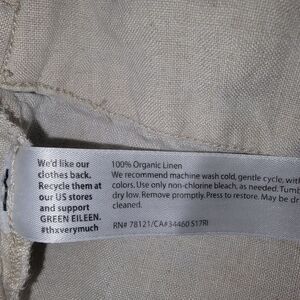 We'd like our
clothes back.
Recycle them at
our US stores
and support
GREEN EILEEN.
#thxverymuch
100% Organic Linen
We recommend machine wash cold, gentle cycle, with
colors. Use only non-chlorine bleach, as needed. Tum
dry low. Remove promptly. Press to restore. May be dr
cleaned.
RN# 78121/CA#34460 S17RI